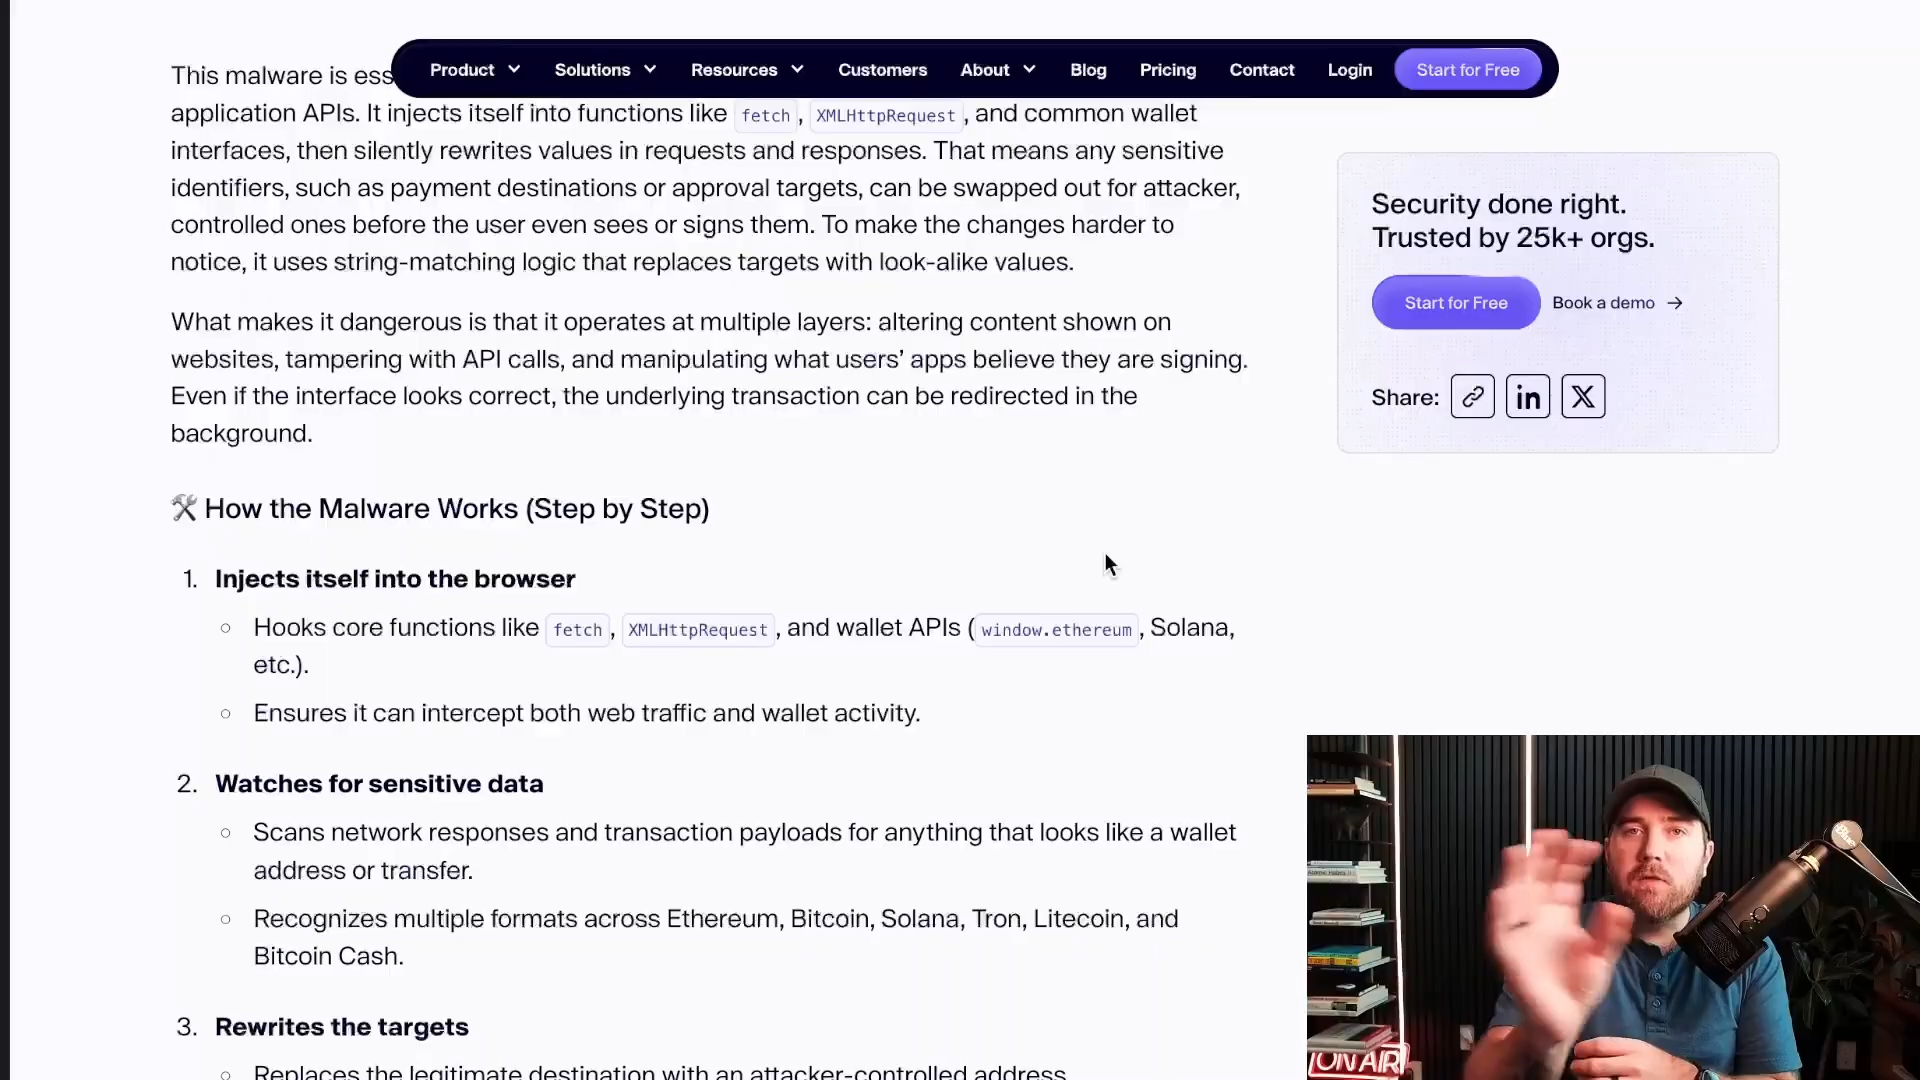 Product
Solutions
Resources
Customers
About
Blog
Pricing
Contact
Login
Start for Free
This malware is ess
application APIs. It injects itself into functions like fetch, XMLHttpRequest, and common wallet
interfaces, then silently rewrites values in requests and responses. That means any sensitive
identifiers, such as payment destinations or approval targets, can be swapped out for attacker,
controlled ones before the user even sees or signs them. To make the changes harder to
notice, it uses string-matching logic that replaces targets with look-alike values.
What makes it dangerous is that it operates at multiple layers: altering content shown on
websites, tampering with API calls, and manipulating what users’ apps believe they are signing.
Even if the interface looks correct, the underlying transaction can be redirected in the
background.
🛠 How the Malware Works (Step by Step)
1. Injects itself into the browser
○ Hooks core functions like fetch, XMLHttpRequest, and wallet APIs (window.ethereum, Solana,
etc.).
○ Ensures it can intercept both web traffic and wallet activity.
2. Watches for sensitive data
○ Scans network responses and transaction payloads for anything that looks like a wallet
address or transfer.
○ Recognizes multiple formats across Ethereum, Bitcoin, Solana, Tron, Litecoin, and
Bitcoin Cash.
3. Rewrites the targets
○ Replaces the legitimate destination with an attacker-controlled address
Security done right.
Trusted by 25k+ orgs.
Start for Free
Book a demo →
Share:
in
X
Blue
ON AIR